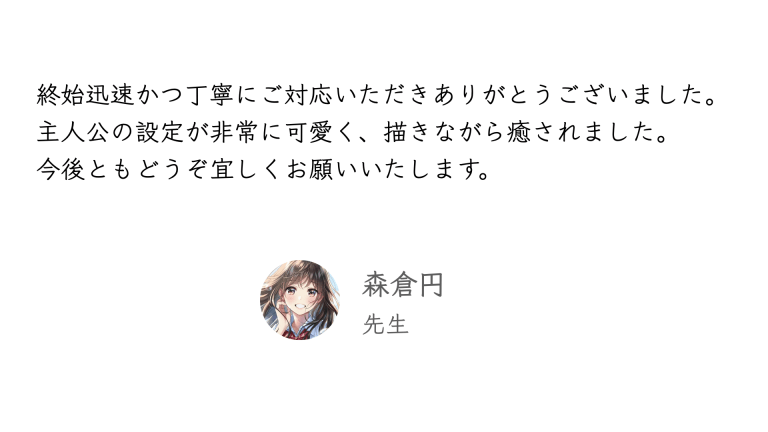 終始迅速かつ丁寧にご対応いただきありがとうございました。
主人公の設定が非常に可愛く、描きながら癒されました。
今後ともどうぞ宜しくお願いいたします。
森倉円
先生